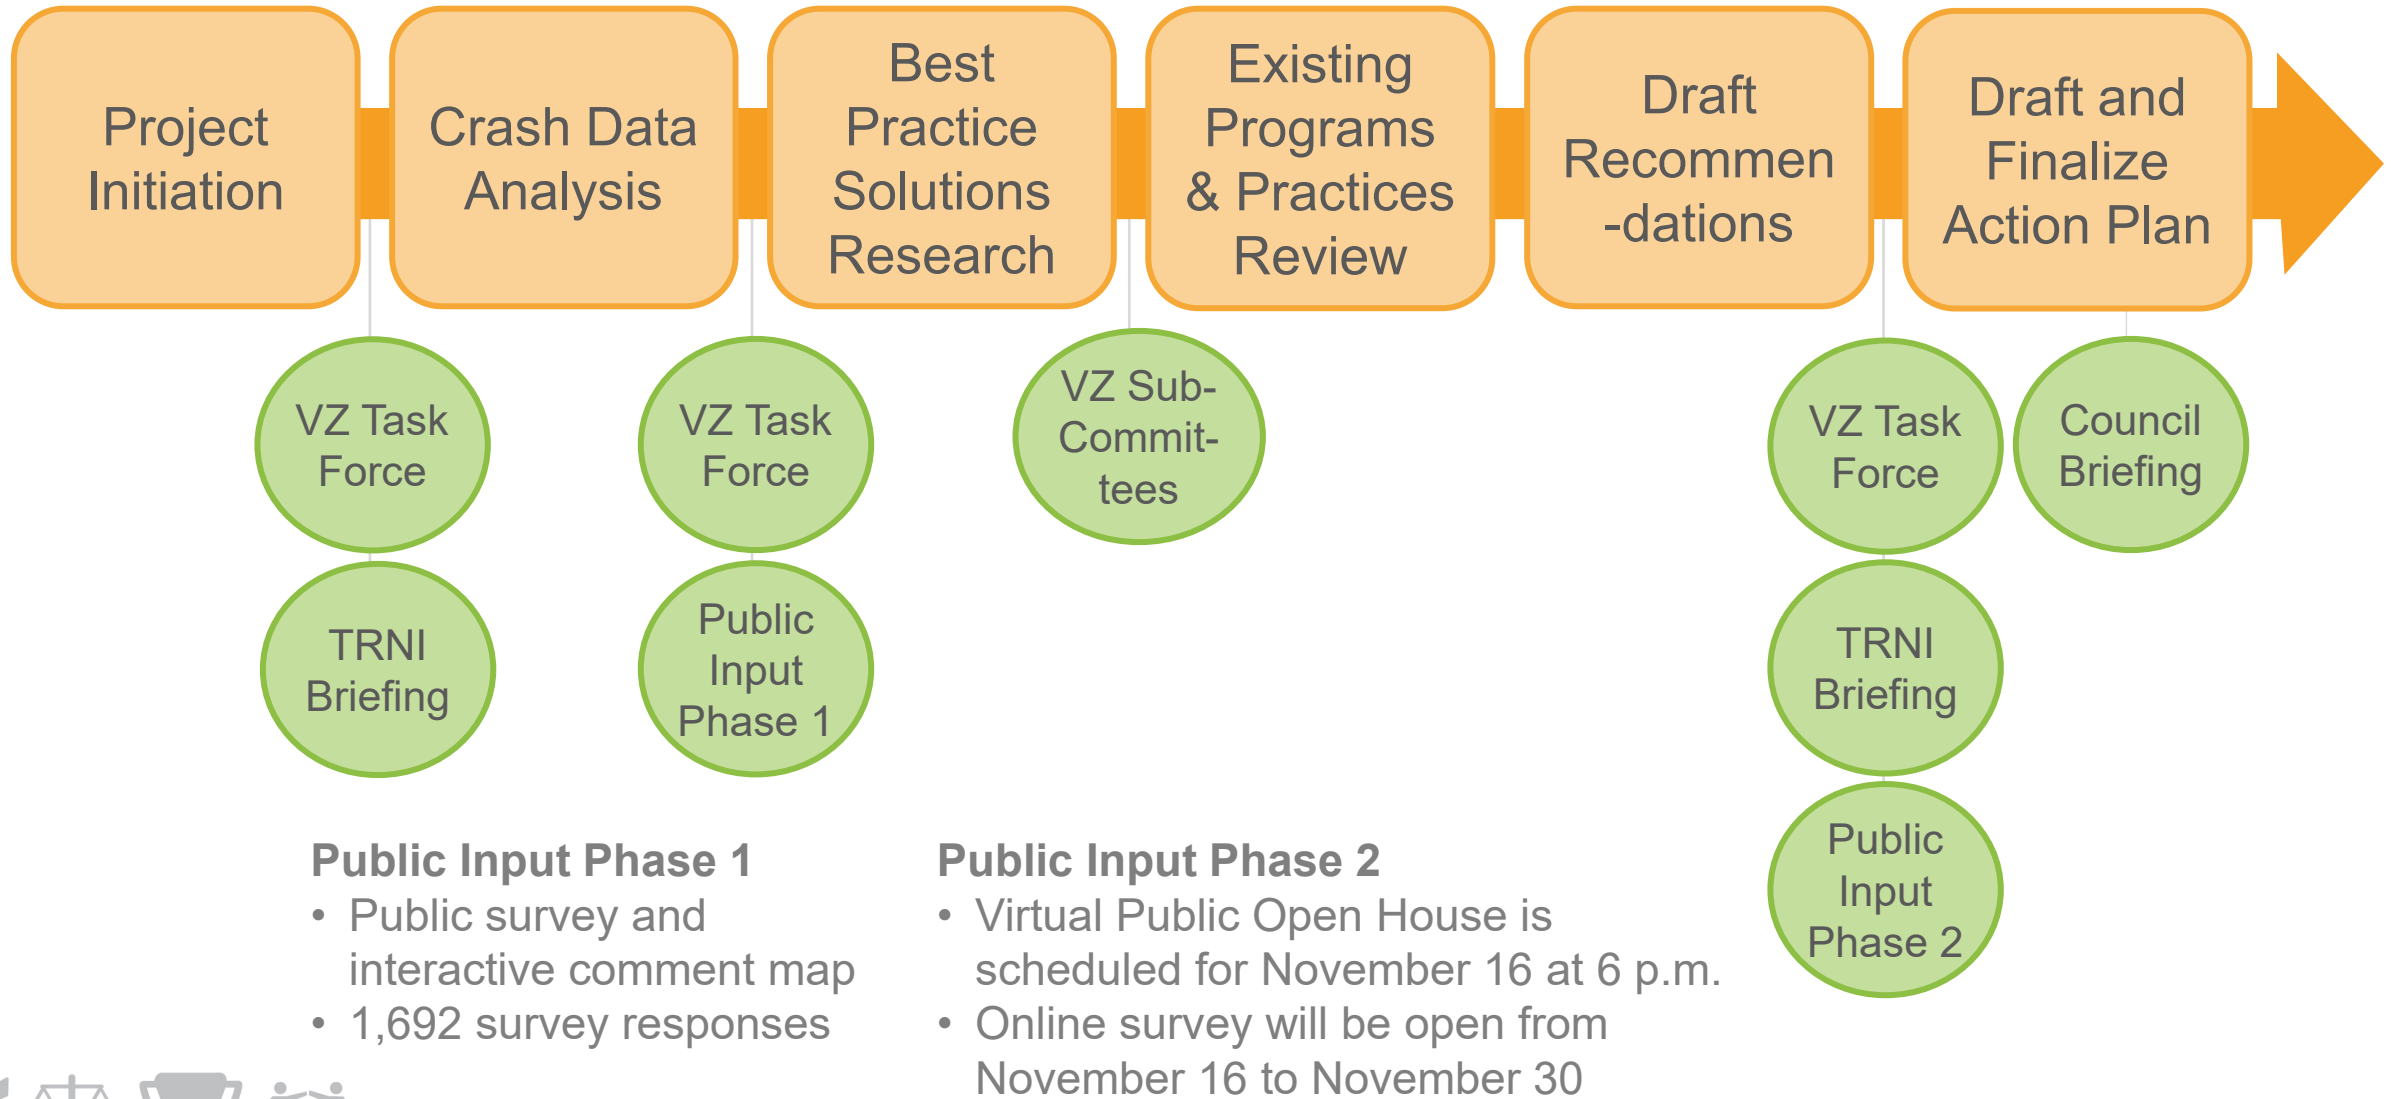 Project
Initiation
Crash Data
Analysis
Best
Practice
Solutions
Research
Existing
Programs
& Practices
Review
Draft
Recommen
-dations
Draft and
Finalize
Action Plan
VZ Task
Force
TRNI
Briefing
VZ Task
Force
Public
Input
Phase 1
VZ Sub-
Commit-
tees
VZ Task
Force
TRNI
Briefing
Public
Input
Phase 2
Council
Briefing
Public Input Phase 1
• Public survey and
interactive comment map
• 1,692 survey responses
Public Input Phase 2
• Virtual Public Open House is
scheduled for November 16 at 6 p.m.
• Online survey will be open from
November 16 to November 30